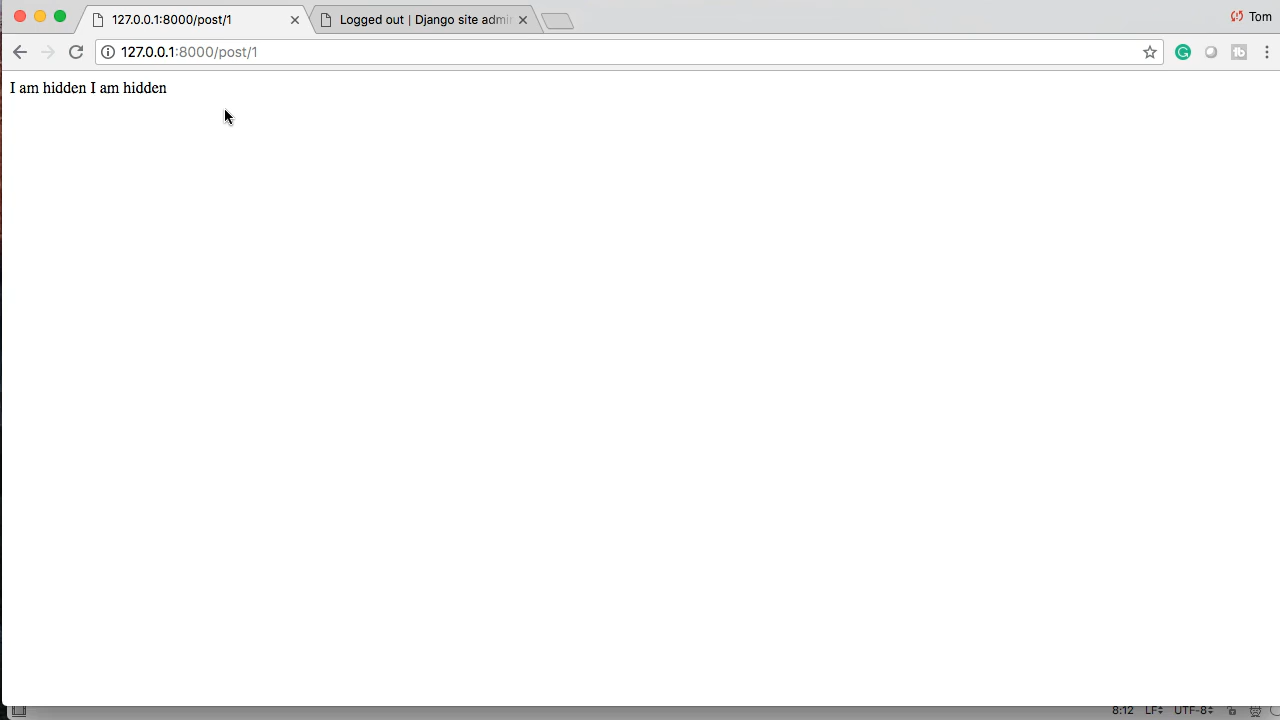 127.0.0.1:8000/post/1
Logged out | Django site admi
Tom
127.0.0.1:8000/post/1
I am hidden I am hidden
8:12 LF UTF-8